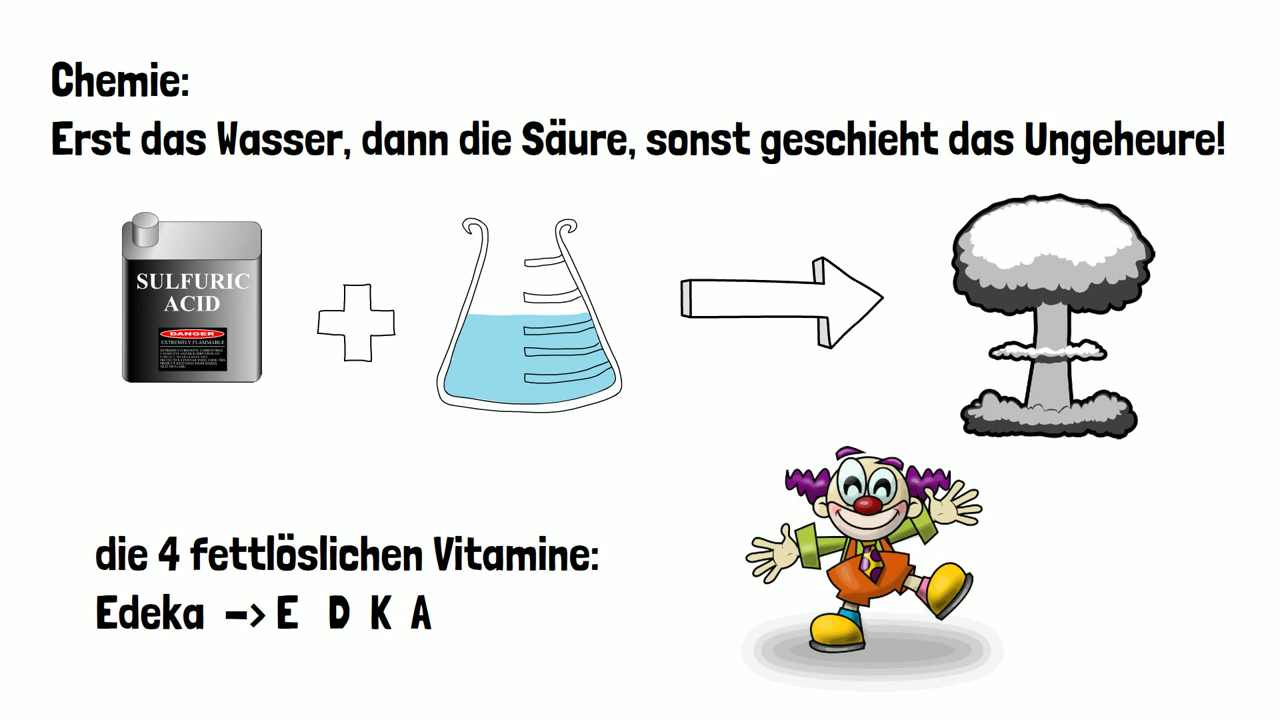 Chemie:
Erst das Wasser, dann die Säure, sonst geschieht das Ungeheure!
SULFURIC
ACID
DANGER
EXTREMELY FLAMMABLE
die 4 fettlöslichen Vitamine:
Edeka -> E D K A